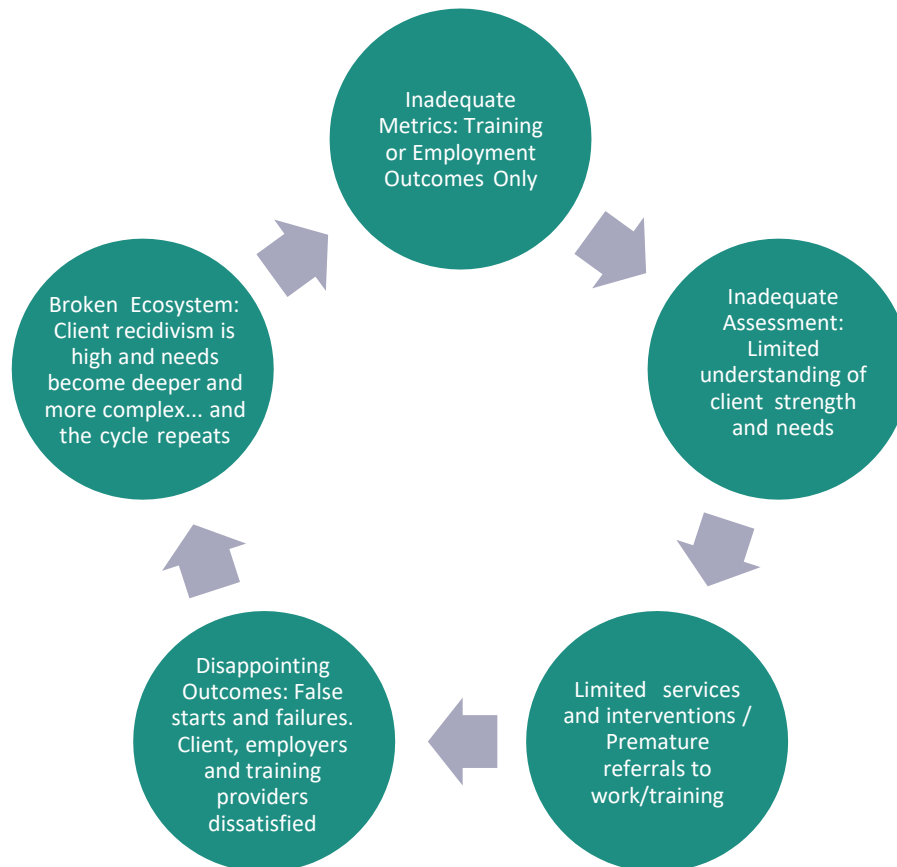 Inadequate
Metrics: Training
or Employment
Outcomes Only
Inadequate
Assessment:
Limited
understanding of
client strength
and needs
Limited services
and interventions /
Premature
referrals to
work/training
Disappointing
Outcomes: False
starts and failures.
Client, employers
and training
providers
dissatisfied
Broken Ecosystem:
Client recidivism is
high and needs
become deeper and
more complex... and
the cycle repeats